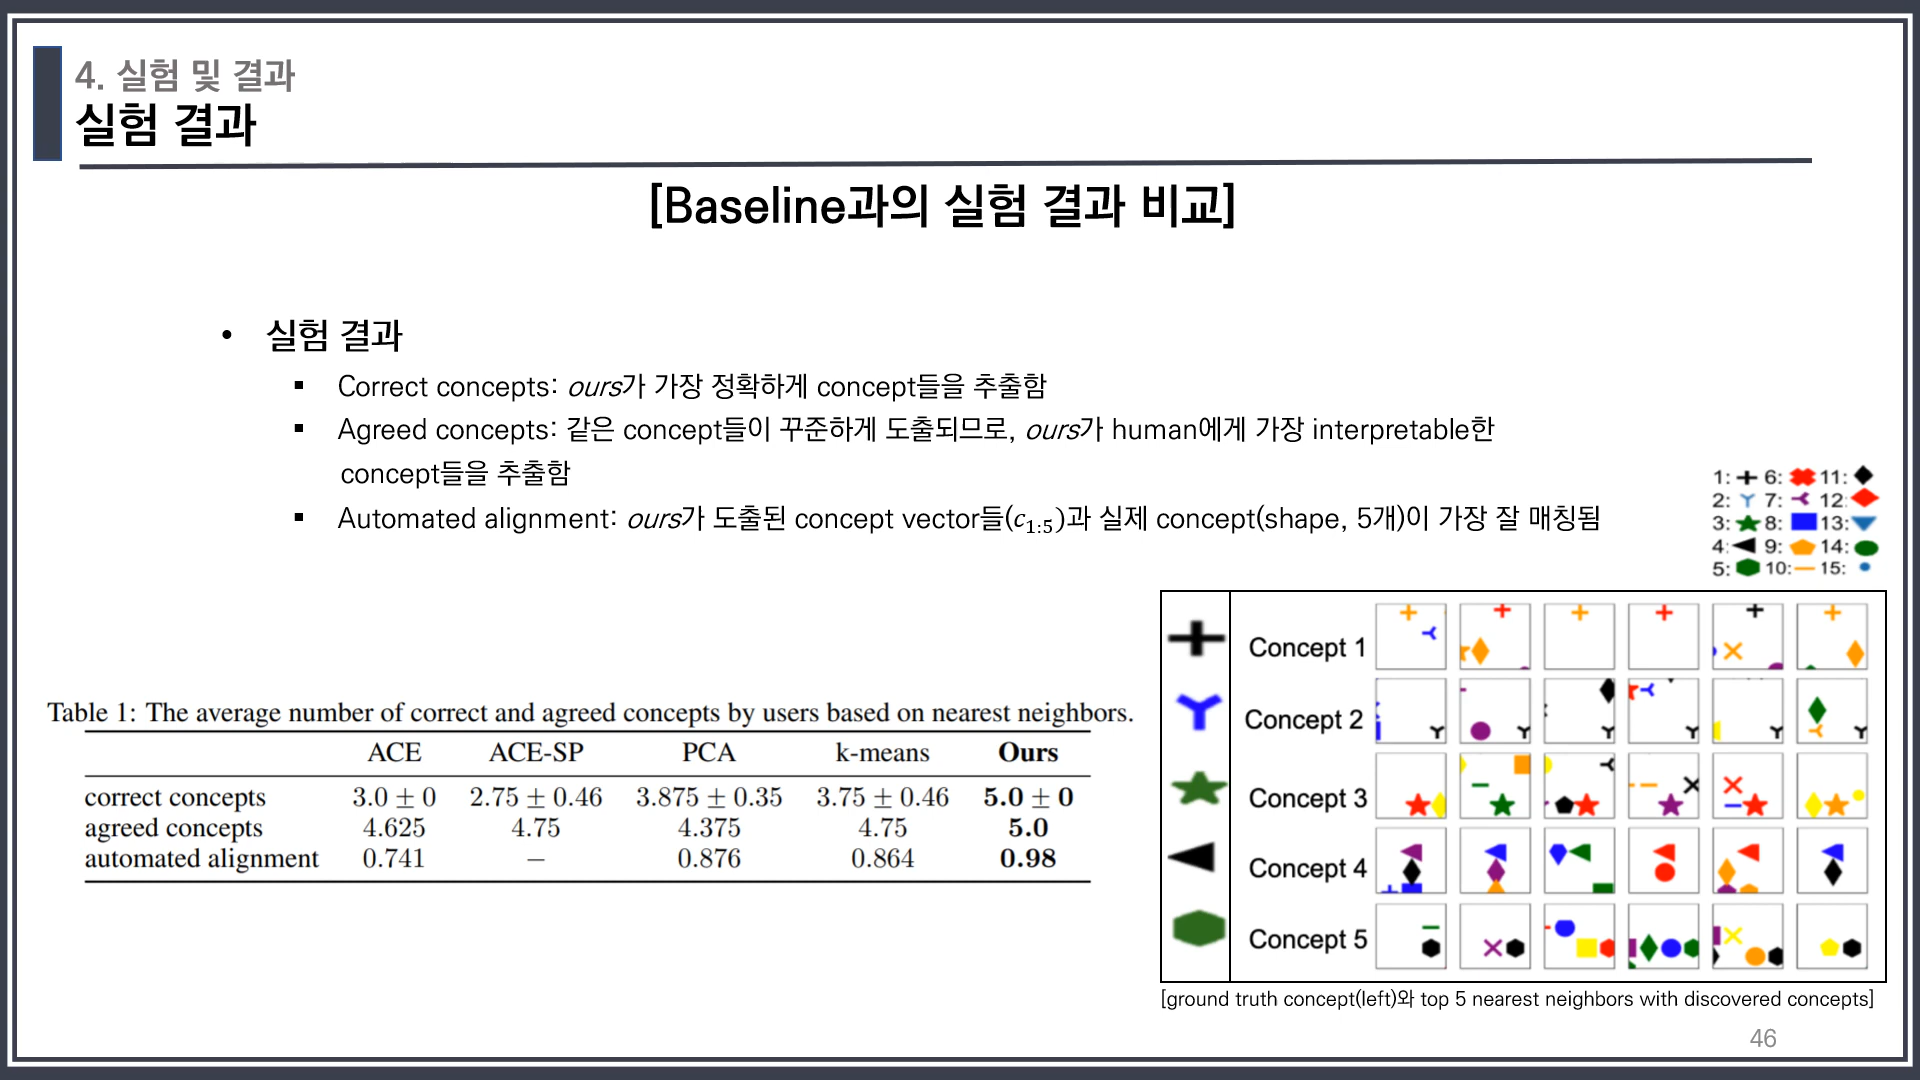 4. 실험 및 결과
실험 결과
[Baseline과의 실험 결과 비교]
• 실험 결과
▪ Correct concepts: ours가 가장 정확하게 concept들을 추출함
▪ Agreed concepts: 같은 concept들이 꾸준하게 도출되므로, ours가 human에게 가장 interpretable한
concept들을 추출함
▪ Automated alignment: ours가 도출된 concept vector들(c1:5)과 실제 concept(shape, 5개)이 가장 잘 매칭됨
1: 6: 11:
2: 7: 12:
3: 8: 13:
4: 9: 14:
5: 10: 15:
Table 1: The average number of correct and agreed concepts by users based on nearest neighbors.
ACE ACE-SP PCA k-means Ours
correct concepts 3.0 ± 0 2.75 ± 0.46 3.875 ± 0.35 3.75 ± 0.46 5.0 ± 0
agreed concepts 4.625 4.75 4.375 4.75 5.0
automated alignment 0.741 – 0.876 0.864 0.98
Concept 1
Concept 2
Concept 3
Concept 4
Concept 5
[ground truth concept(left)와 top 5 nearest neighbors with discovered concepts]
46